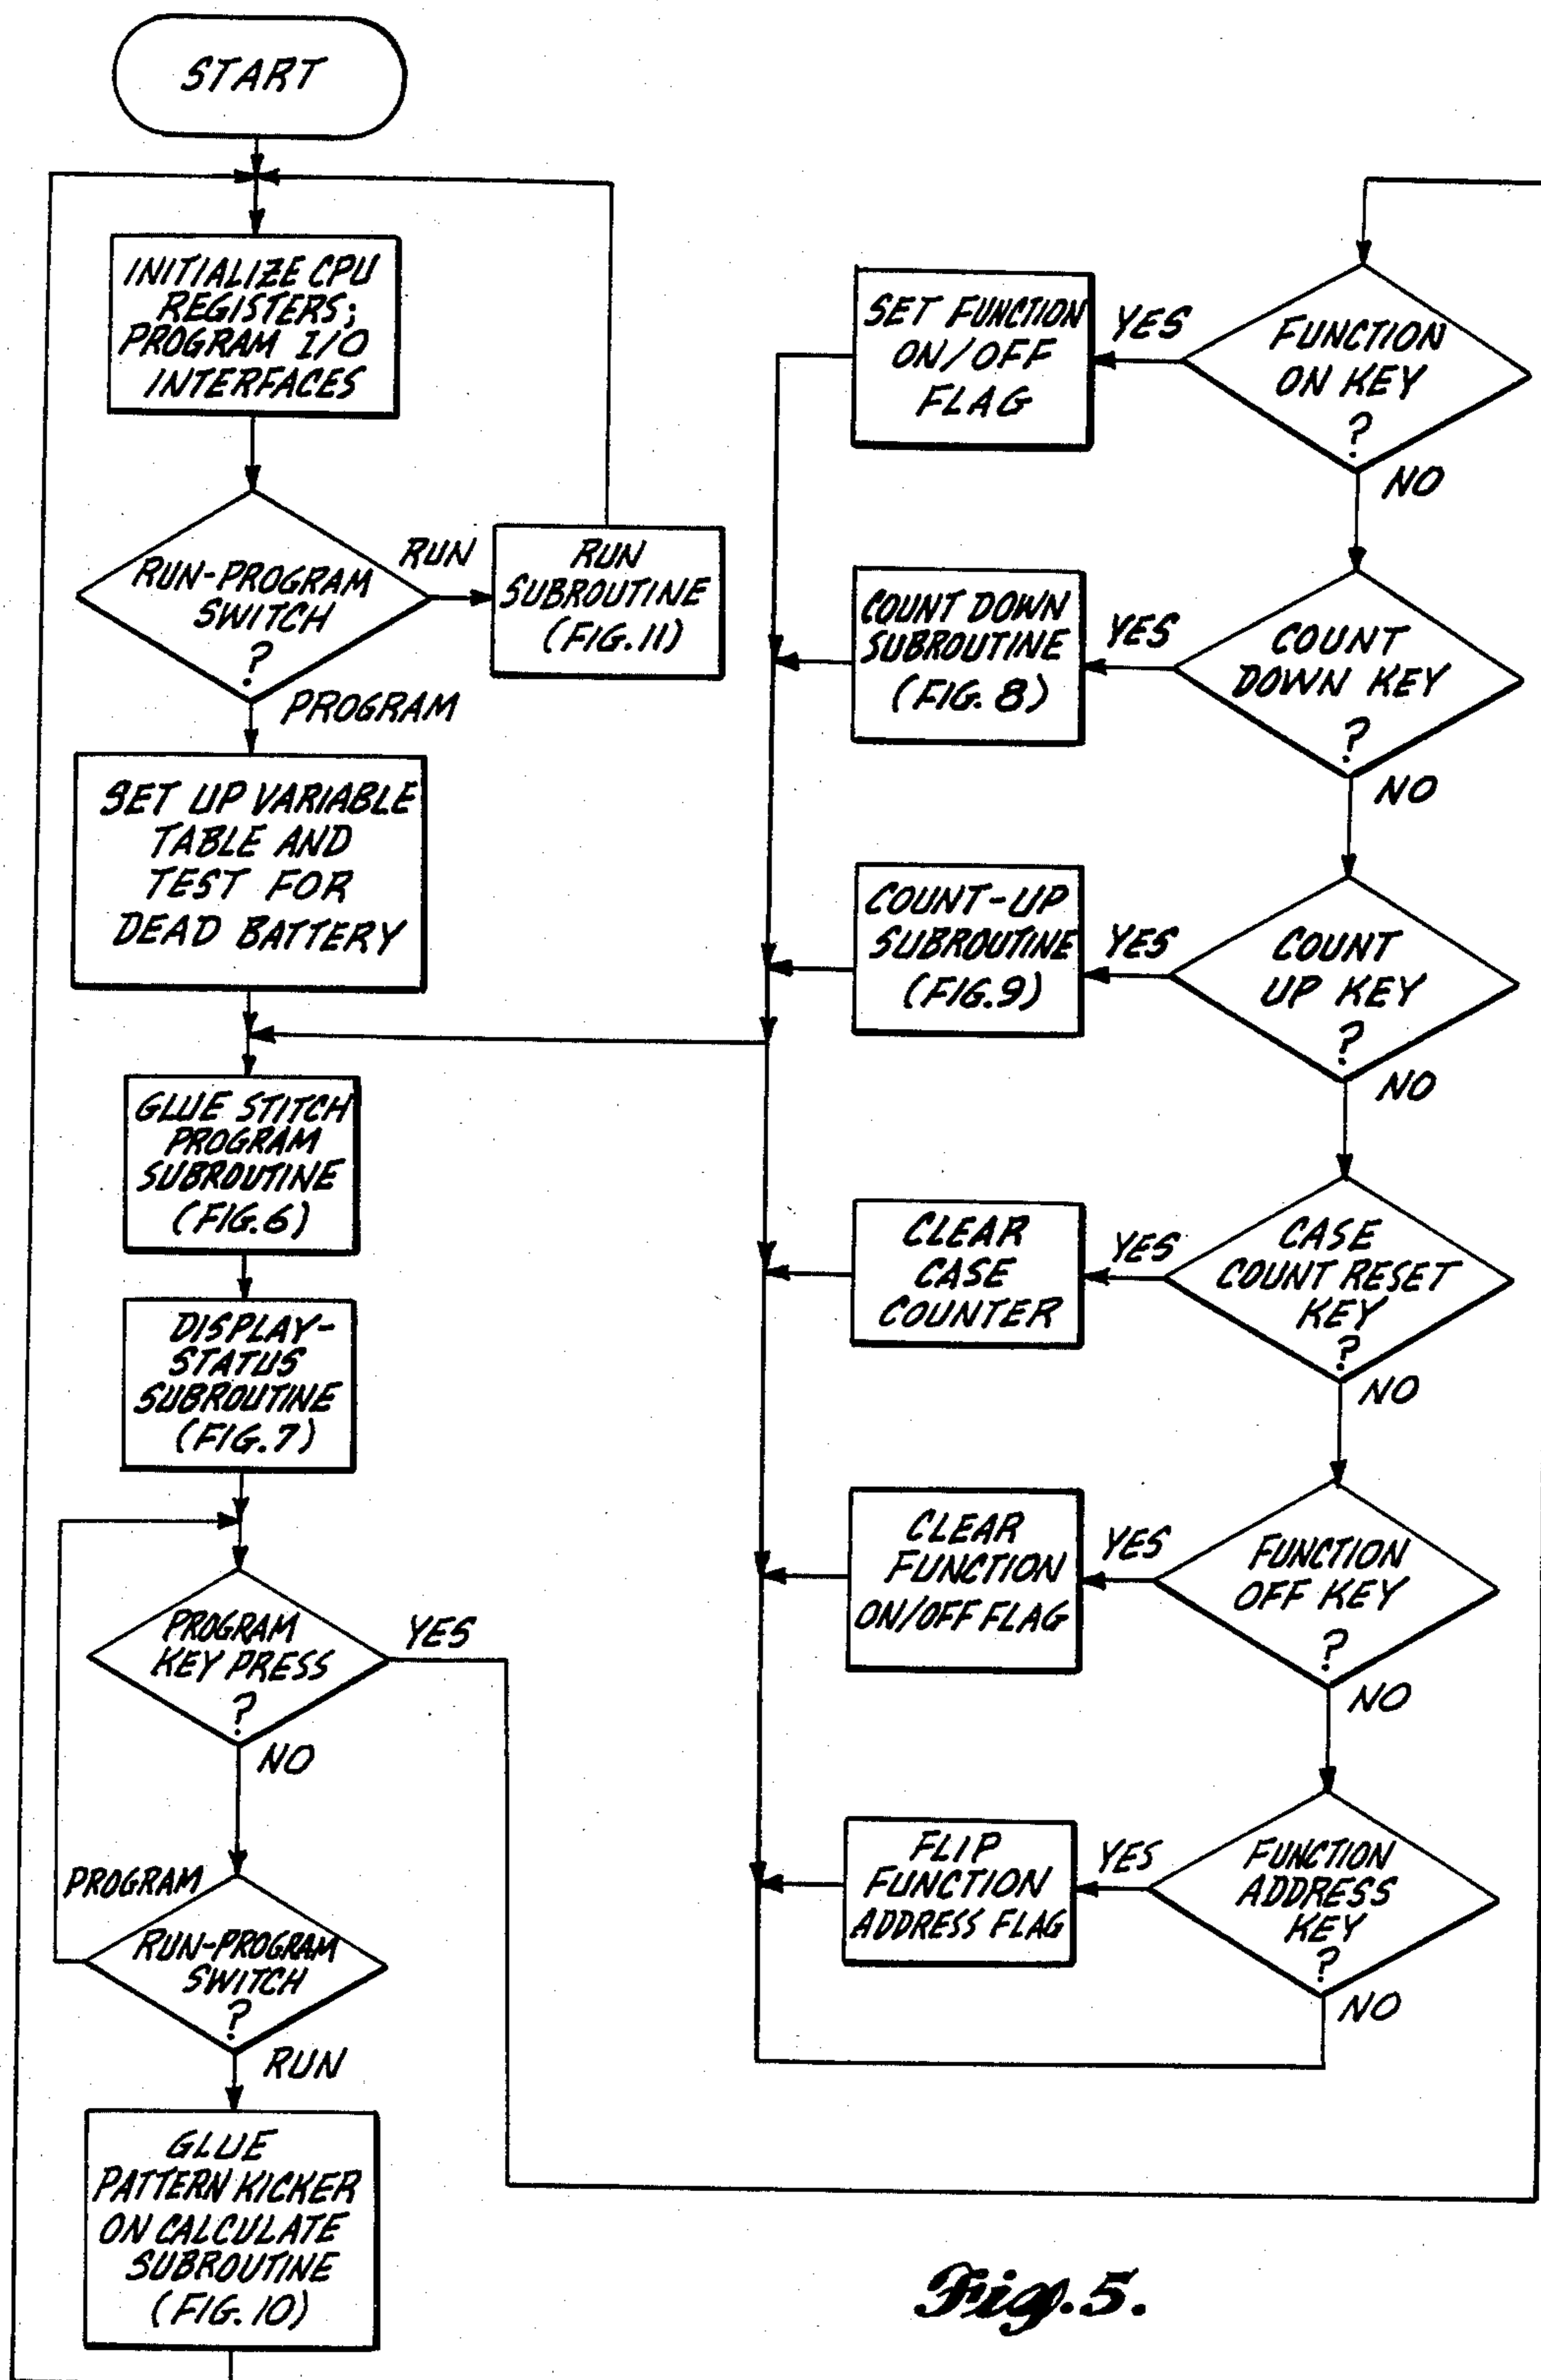 START
INITIALIZE CPU
REGISTERS;
PROGRAM I/O
INTERFACES
RUN-PROGRAM
SWITCH
?
RUN
RUN
SUBROUTINE
(FIG.11)
PROGRAM
SET UP VARIABLE
TABLE AND
TEST FOR
DEAD BATTERY
GLUE STITCH
PROGRAM
SUBROUTINE
(FIG.6)
DISPLAY-
STATUS
SUBROUTINE
(FIG.7)
PROGRAM
KEY PRESS
?
YES
NO
PROGRAM
RUN-PROGRAM
SWITCH
?
RUN
GLUE
PATTERN KICKER
ON CALCULATE
SUBROUTINE
(FIG.10)
FUNCTION
ON KEY
?
YES
SET FUNCTION
ON/OFF
FLAG
NO
COUNT
DOWN KEY
?
YES
COUNT DOWN
SUBROUTINE
(FIG. 8)
NO
COUNT
UP KEY
?
YES
COUNT-UP
SUBROUTINE
(FIG.9)
NO
CASE
COUNT RESET
KEY
?
YES
CLEAR
CASE
COUNTER
NO
FUNCTION
OFF KEY
?
YES
CLEAR
FUNCTION
ON/OFF FLAG
NO
FUNCTION
ADDRESS
KEY
?
YES
FLIP
FUNCTION
ADDRESS FLAG
NO
Fig.5.